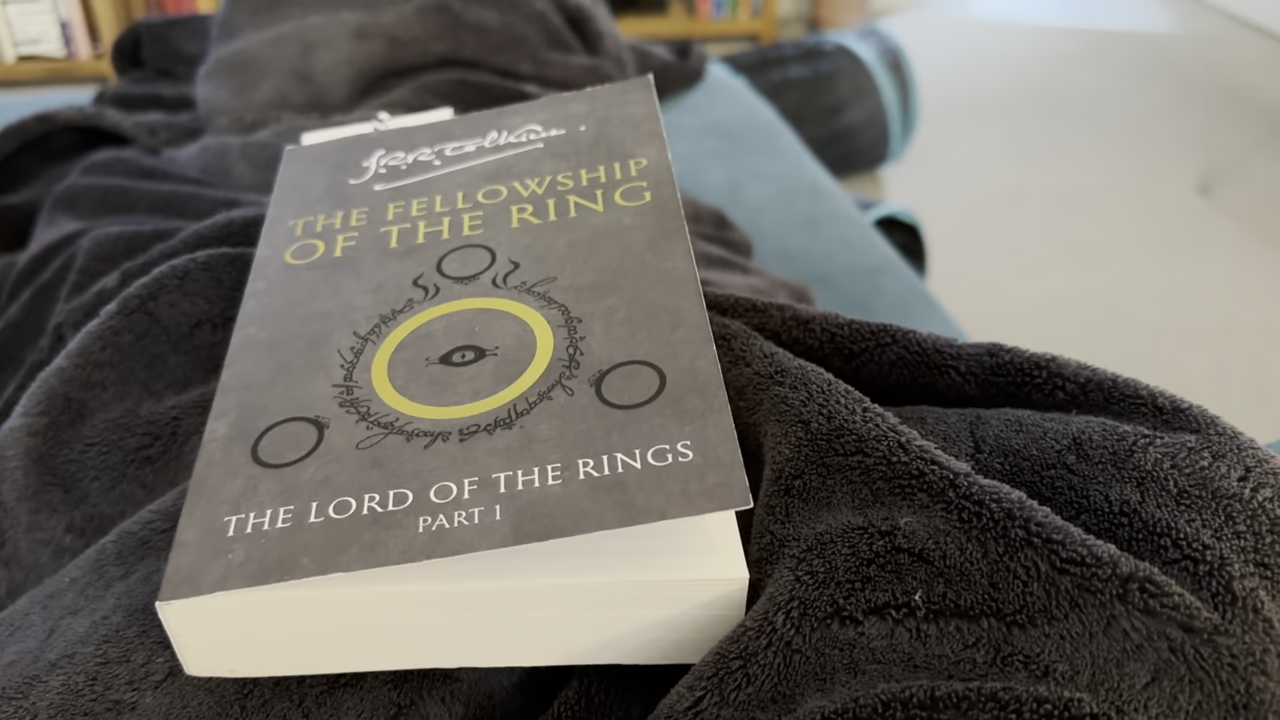 J.R.R. Tolkien
THE FELLOWSHIP
OF THE RING
THE LORD OF THE RINGS
PART 1